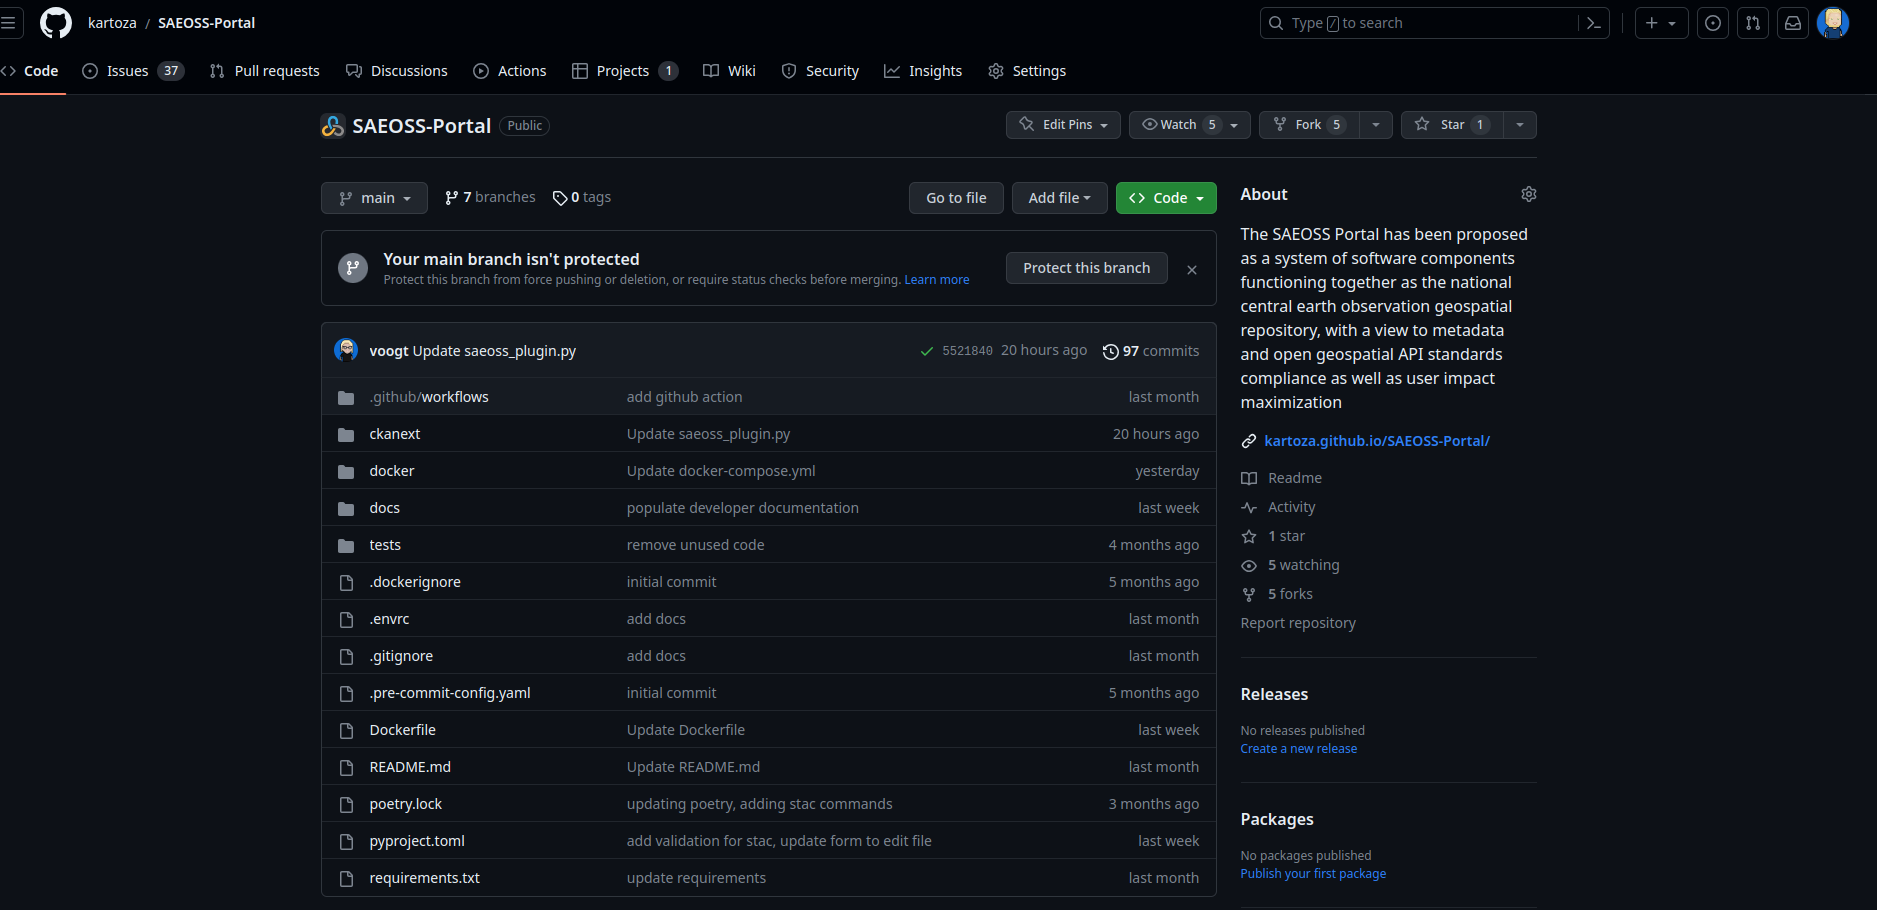 kartoza / SAEOSS-Portal
Type / to search
Code
Issues 37
Pull requests
Discussions
Actions
Projects 1
Wiki
Security
Insights
Settings
SAEOSS-Portal Public
Edit Pins
Watch 5
Fork 5
Star 1
main
7 branches
0 tags
Go to file
Add file
Code
Your main branch isn't protected
Protect this branch from force pushing or deletion, or require status checks before merging. Learn more
Protect this branch
voogt Update saeoss_plugin.py 5521840 20 hours ago 97 commits
.github/workflows add github action last month
ckanext Update saeoss_plugin.py 20 hours ago
docker Update docker-compose.yml yesterday
docs populate developer documentation last week
tests remove unused code 4 months ago
.dockerignore initial commit 5 months ago
.envrc add docs last month
.gitignore add docs last month
.pre-commit-config.yaml initial commit 5 months ago
Dockerfile Update Dockerfile last week
README.md Update README.md last month
poetry.lock updating poetry, adding stac commands 3 months ago
pyproject.toml add validation for stac, update form to edit file last week
requirements.txt update requirements last month
About
The SAEOSS Portal has been proposed
as a system of software components
functioning together as the national
central earth observation geospatial
repository, with a view to metadata
and open geospatial API standards
compliance as well as user impact
maximization
kartoza.github.io/SAEOSS-Portal/
Readme
Activity
1 star
5 watching
5 forks
Report repository
Releases
No releases published
Create a new release
Packages
No packages published
Publish your first package